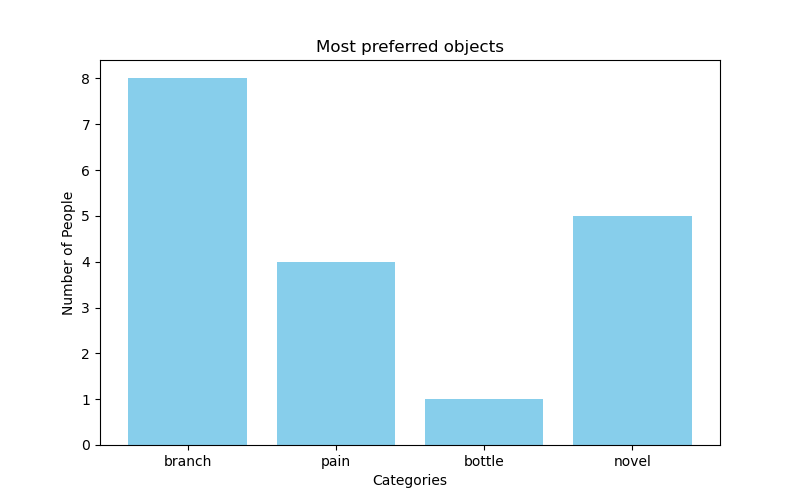 Most preferred objects
8
7
6
5
4
3
2
1
0
Number of People
branch pain bottle novel
Categories